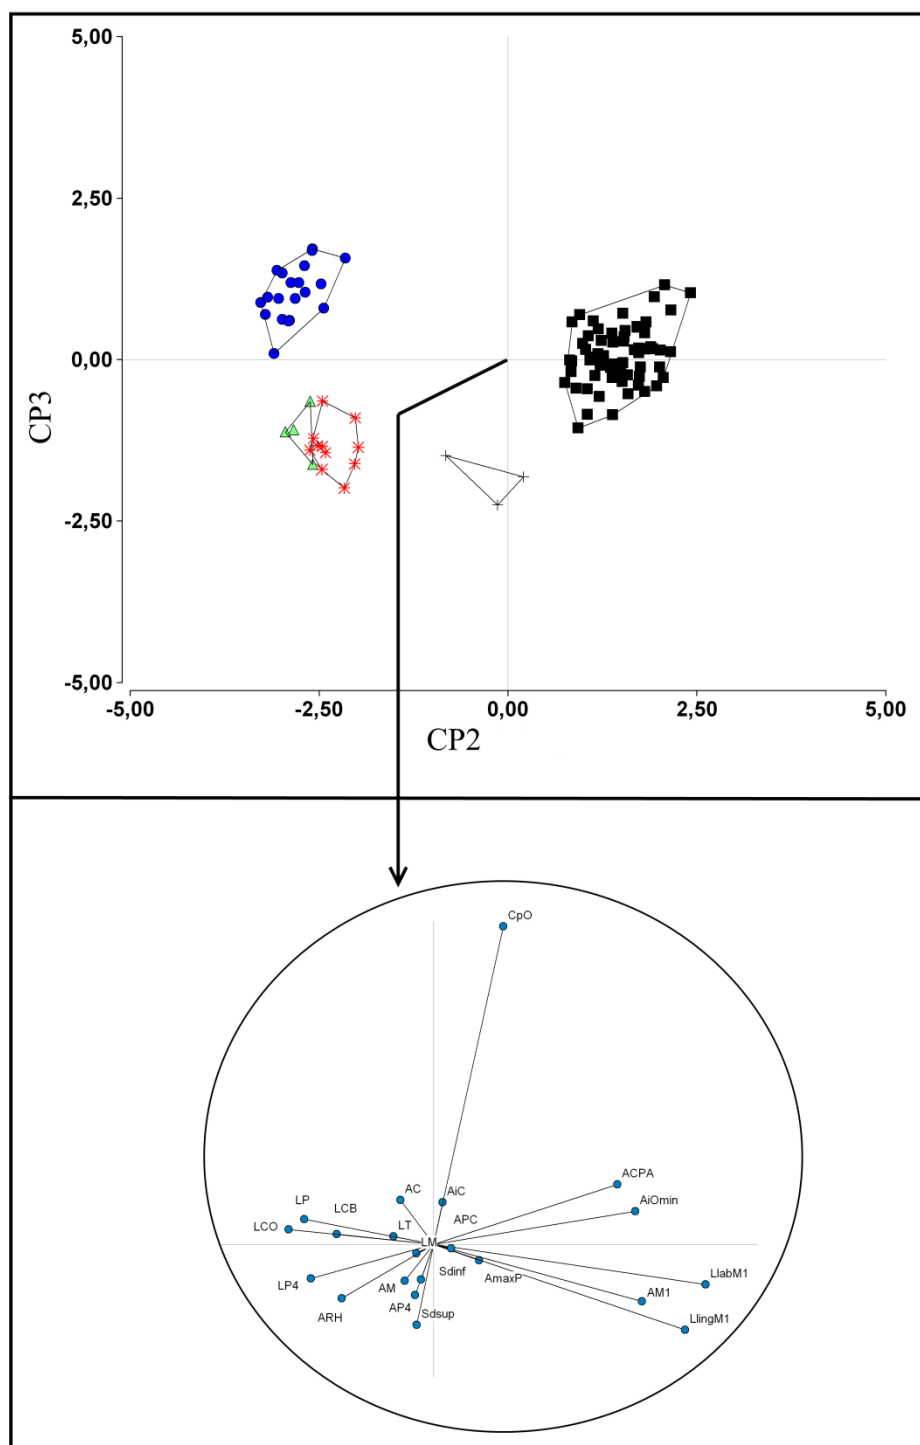 5,00
2,50
0,00
-2,50
-5,00
CP3
-5,00 -2,50 0,00 2,50 5,00
CP2
CpO
ACPA
AC AiC
AiOmin
LP LCB APC
LCO LT LM
LP4 AM Sdinf AmaxP LlabM1
ARH AP4 Sdsup AM1 LlingM1